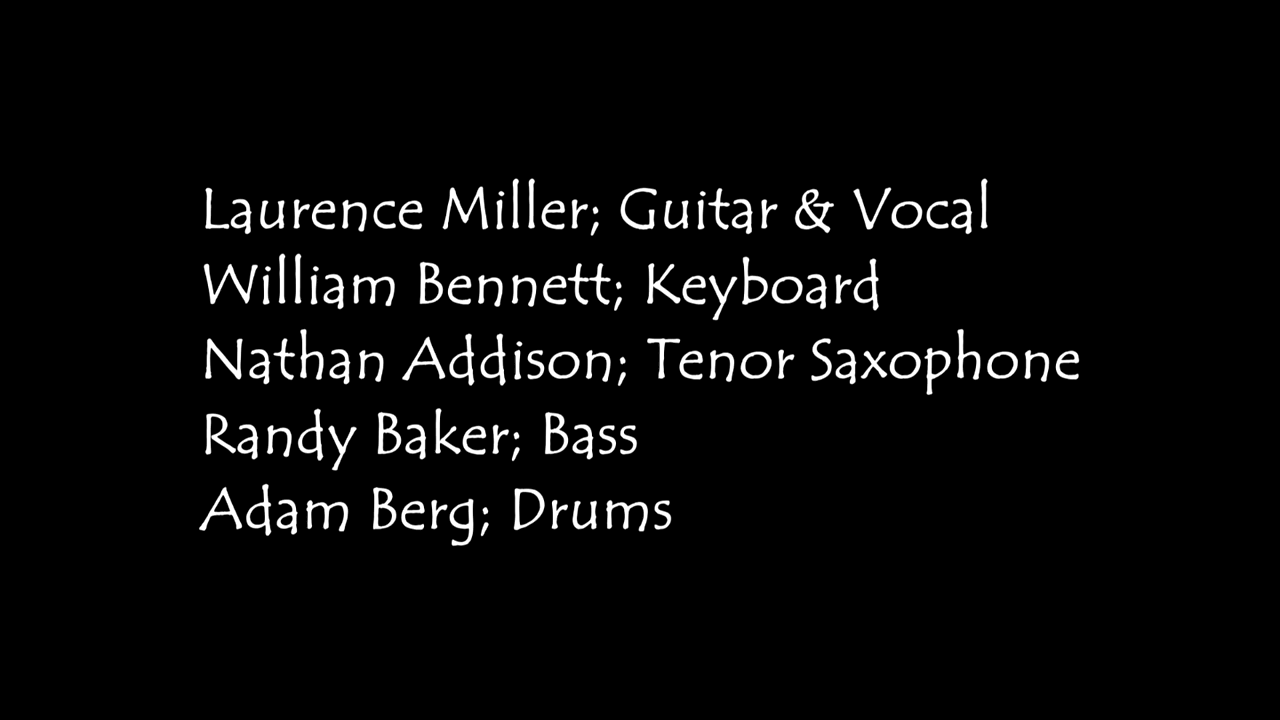 Laurence Miller; Guitar & Vocal
William Bennett; Keyboard
Nathan Addison; Tenor Saxophone
Randy Baker; Bass
Adam Berg; Drums